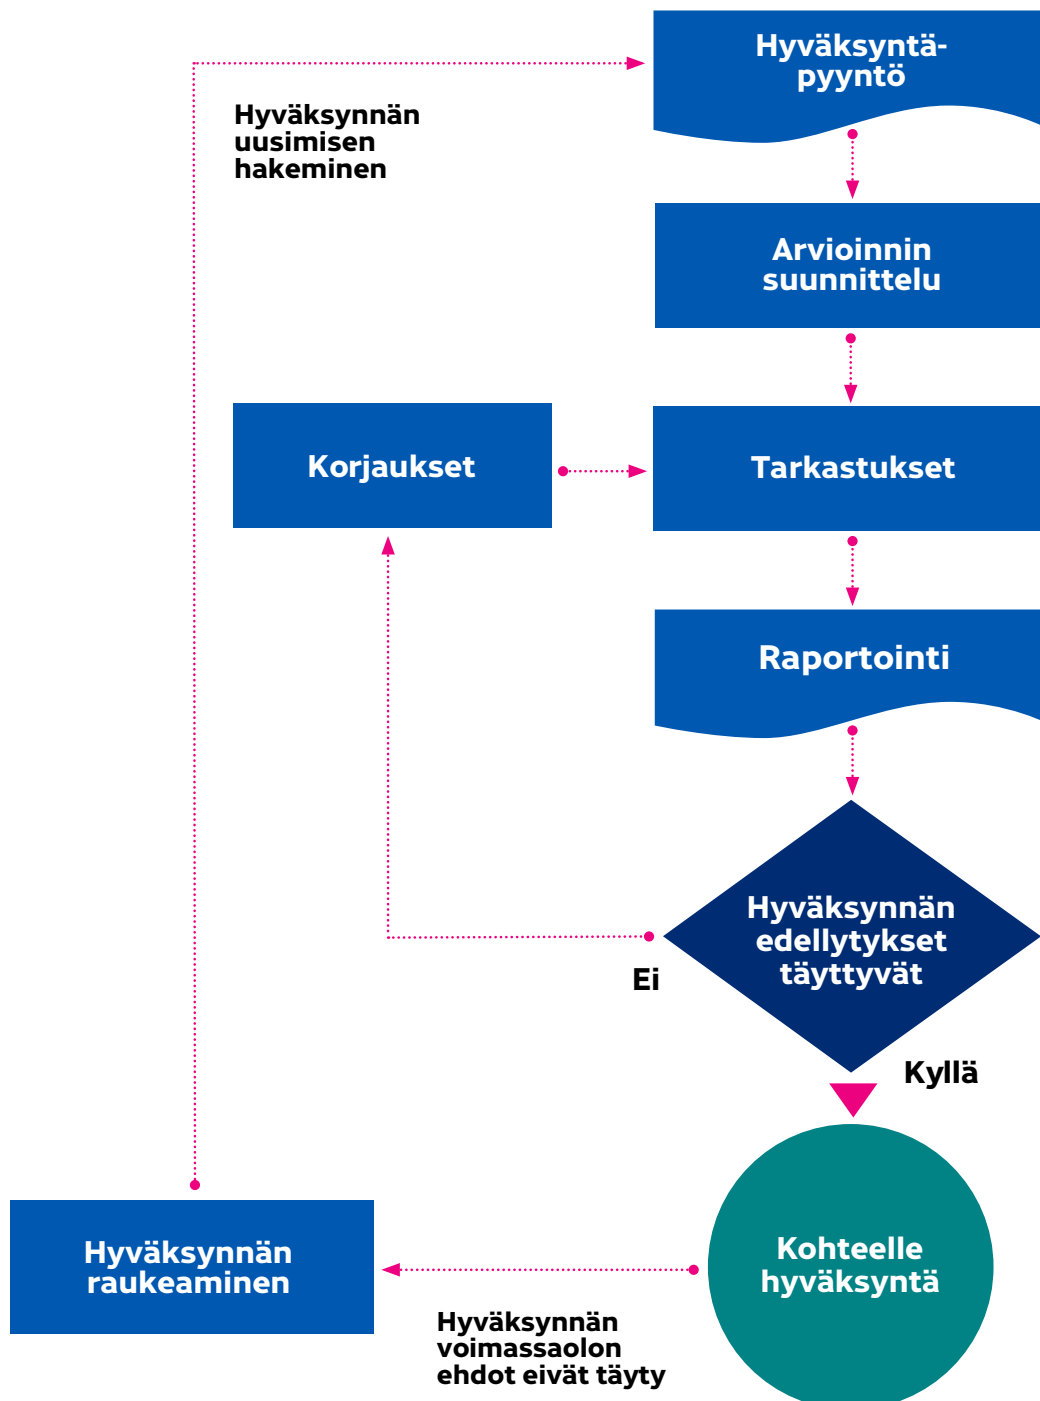 Hyväksyntä-
pyyntö
Hyväksynnän
uusimisen
hakeminen
Arvioinnin
suunnittelu
Korjaukset
Tarkastukset
Raportointi
Hyväksynnän
edellytykset
täyttyvät
Ei
Kyllä
Kohteelle
hyväksyntä
Hyväksynnän
raukeaminen
Hyväksynnän
voimassaolon
ehdot eivät täyty